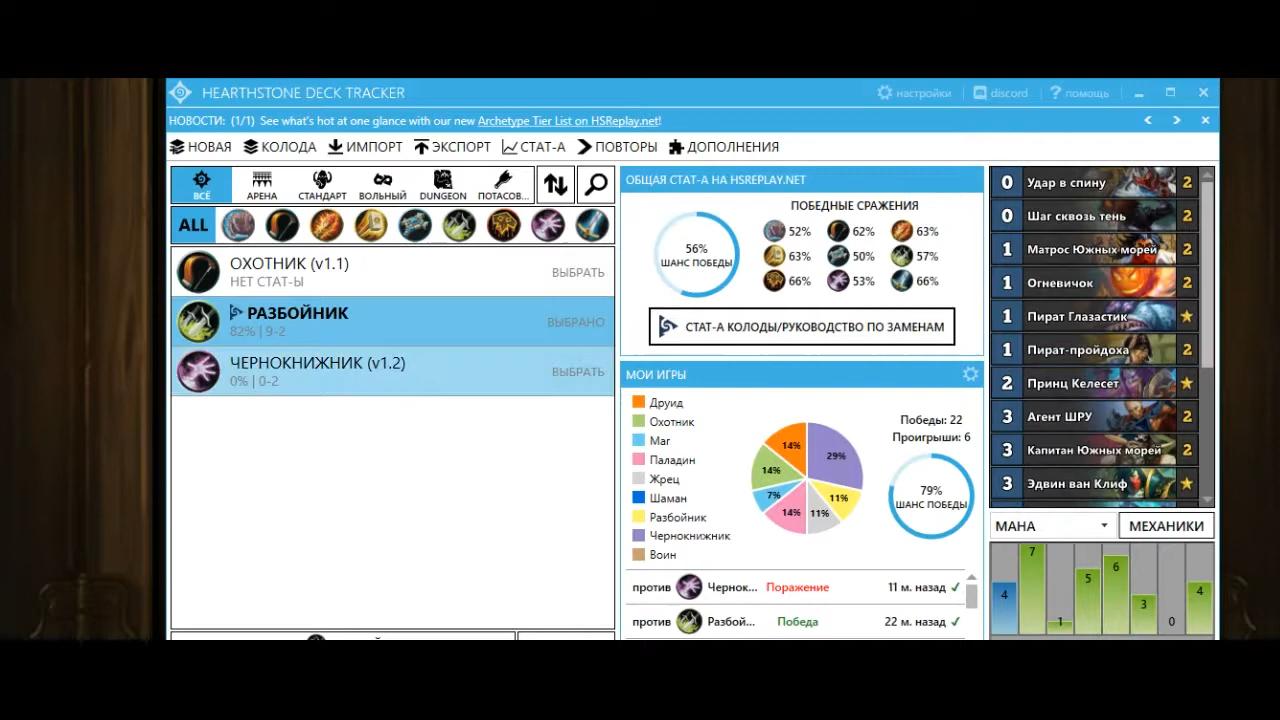 HEARTHSTONE DECK TRACKER
настройки
discord
? помощь
НОВОСТИ: (1/1) See what's hot at one glance with our new Archetype Tier List on HSReplay.net!
НОВАЯ КОЛОДА ИМПОРТ ЭКСПОРТ СТАТ-А ПОВТОРЫ ДОПОЛНЕНИЯ
ВСЁ АРЕНА СТАНДАРТ ВОЛЬНЫЙ DUNGEON ПОТАСОВ...
ALL
ОХОТНИК (v1.1)
НЕТ СТАТ-Ы
ВЫБРАТЬ
РАЗБОЙНИК
82% | 9-2
ВЫБРАНО
ЧЕРНОКНИЖНИК (v1.2)
0% | 0-2
ВЫБРАТЬ
ОБЩАЯ СТАТ-А НА HSREPLAY.NET
56%
ШАНС ПОБЕДЫ
ПОБЕДНЫЕ СРАЖЕНИЯ
52% 62% 63%
63% 50% 57%
66% 53% 66%
СТАТ-А КОЛОДЫ/РУКОВОДСТВО ПО ЗАМЕНАМ
МОИ ИГРЫ
Друид
Охотник
Маг
Паладин
Жрец
Шаман
Разбойник
Чернокнижник
Воин
14%
29%
14%
7%
11%
14%
11%
Победы: 22
Проигрыши: 6
79%
ШАНС ПОБЕДЫ
против Чернок... Поражение 11 м. назад
против Разбой... Победа 22 м. назад
0 Удар в спину 2
0 Шаг сквозь тень 2
1 Матрос Южных морей 2
1 Огневичок 2
1 Пират Глазастик
1 Пират-пройдоха 2
2 Принц Келесет
3 Агент ШРУ 2
3 Капитан Южных морей 2
3 Эдвин ван Клиф
МАНА
МЕХАНИКИ
4 7 1 5 6 3 0 4